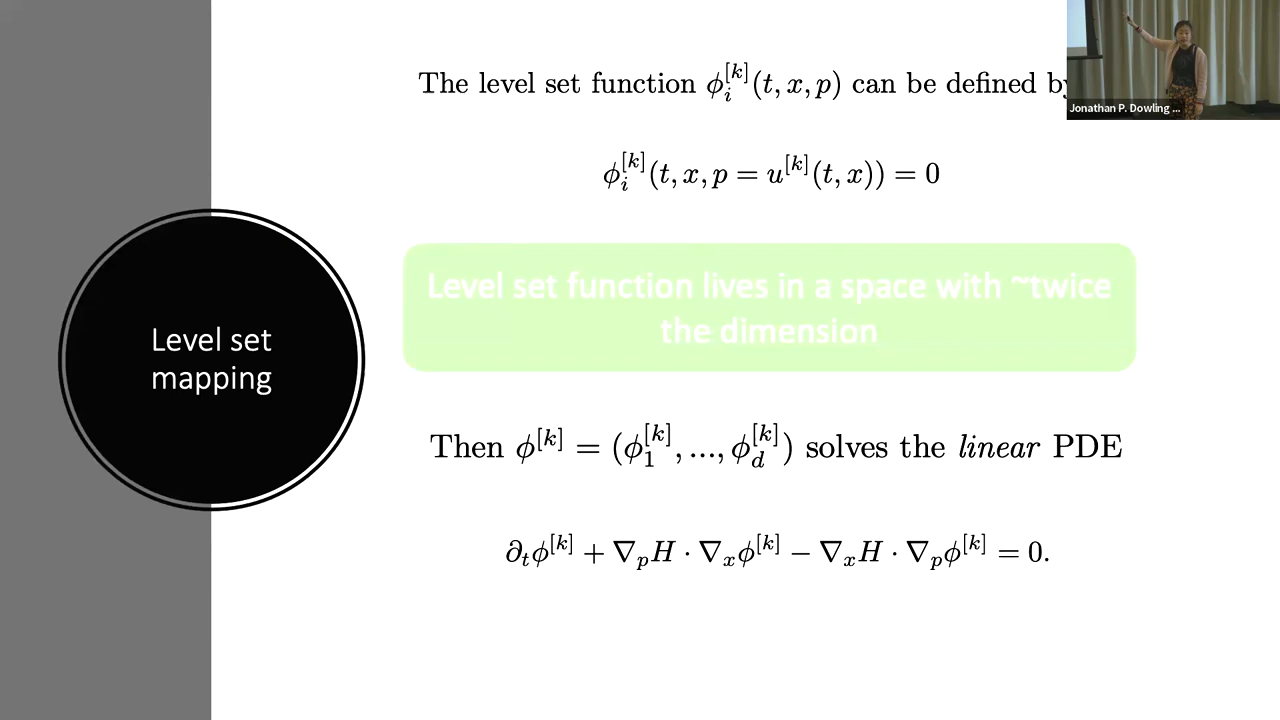 The level set function $\phi_i^{[k]}(t, x, p)$ can be defined by
$\phi_i^{[k]}(t, x, p = u^{[k]}(t, x)) = 0$
Level set function lives in a space with ~twice
the dimension
Level set
mapping
Then $\phi^{[k]} = (\phi_1^{[k]}, ..., \phi_d^{[k]})$ solves the linear PDE
$\partial_t \phi^{[k]} + \nabla_p H \cdot \nabla_x \phi^{[k]} - \nabla_x H \cdot \nabla_p \phi^{[k]} = 0.$
Jonathan P. Dowling ...